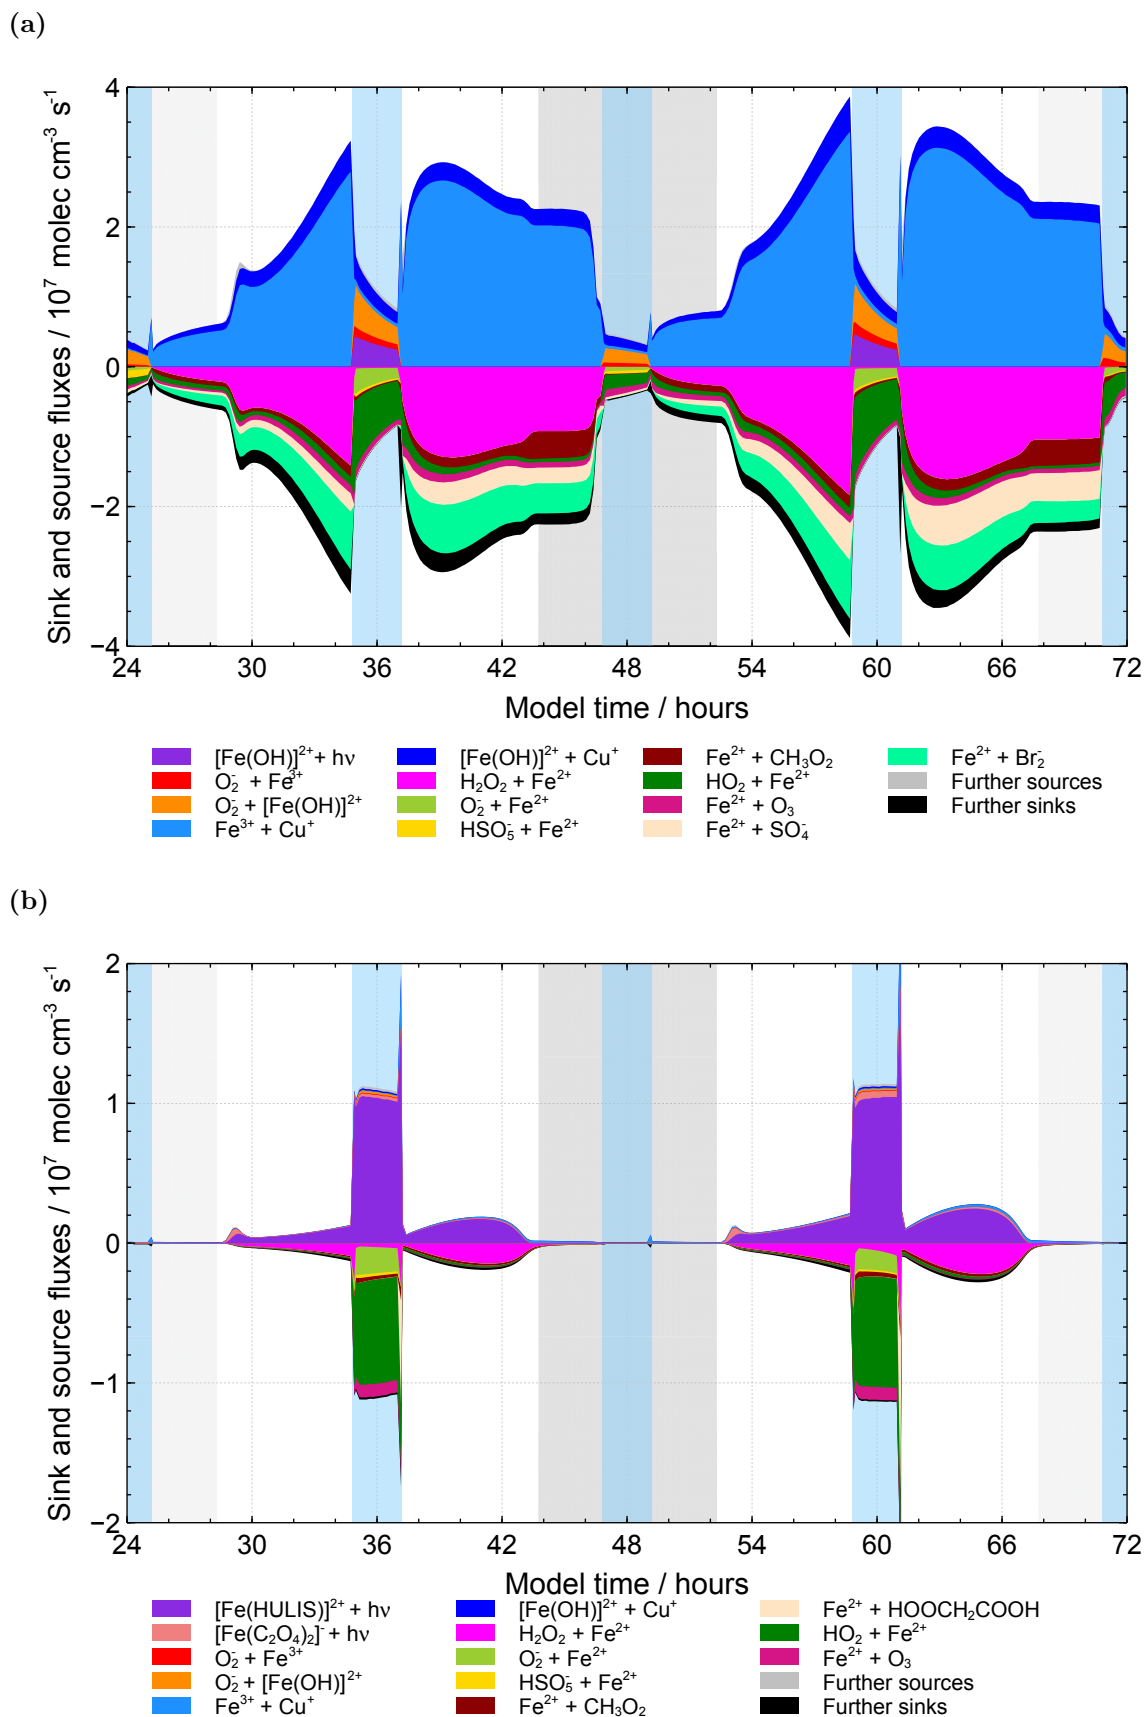 (a)
Sink and source fluxes / 10⁷ molec cm⁻³ s⁻¹
4
2
0
−2
−4
24 30 36 42 48 54 60 66 72
Model time / hours
[Fe(OH)]²⁺ + hν [Fe(OH)]²⁺ + Cu⁺ Fe²⁺ + CH₃O₂ Fe²⁺ + Br₂⁻
O₂⁻ + Fe³⁺ H₂O₂ + Fe²⁺ HO₂ + Fe²⁺ Further sources
O₂⁻ + [Fe(OH)]²⁺ O₂⁻ + Fe²⁺ Fe²⁺ + O₃ Further sinks
Fe³⁺ + Cu⁺ HSO₅⁻ + Fe²⁺ Fe²⁺ + SO₄⁻
(b)
Sink and source fluxes / 10⁷ molec cm⁻³ s⁻¹
2
1
0
−1
−2
24 30 36 42 48 54 60 66 72
Model time / hours
[Fe(HULIS)]²⁺ + hν [Fe(OH)]²⁺ + Cu⁺ Fe²⁺ + HOOCH₂COOH
[Fe(C₂O₄)₂]⁻ + hν H₂O₂ + Fe²⁺ HO₂ + Fe²⁺
O₂⁻ + Fe³⁺ O₂⁻ + Fe²⁺ Fe²⁺ + O₃
O₂⁻ + [Fe(OH)]²⁺ HSO₅⁻ + Fe²⁺ Further sources
Fe³⁺ + Cu⁺ Fe²⁺ + CH₃O₂ Further sinks